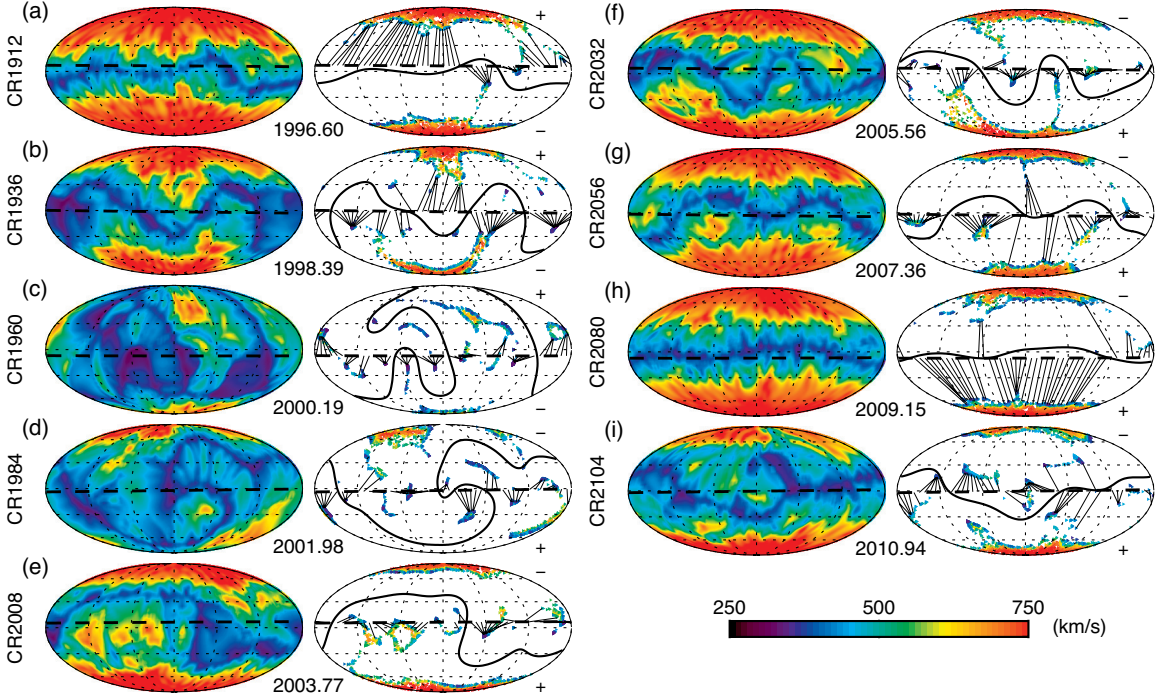 (a)
CR1912
1996.60
+
−
(b)
CR1936
1998.39
+
−
(c)
CR1960
2000.19
+
−
(d)
CR1984
2001.98
−
+
(e)
CR2008
2003.77
−
+
(f)
CR2032
2005.56
−
+
(g)
CR2056
2007.36
−
+
(h)
CR2080
2009.15
−
+
(i)
CR2104
2010.94
−
+
250 500 750 (km/s)